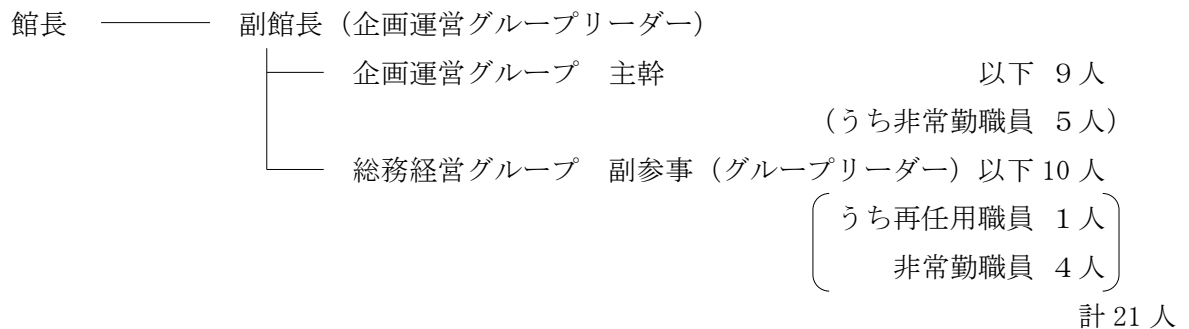 館長 副館長（企画運営グループリーダー）
企画運営グループ 主幹 以下 ９人
（うち非常勤職員 ５人）
総務経営グループ 副参事（グループリーダー）以下 10 人
うち再任用職員 １人
非常勤職員 ４人
計 21 人